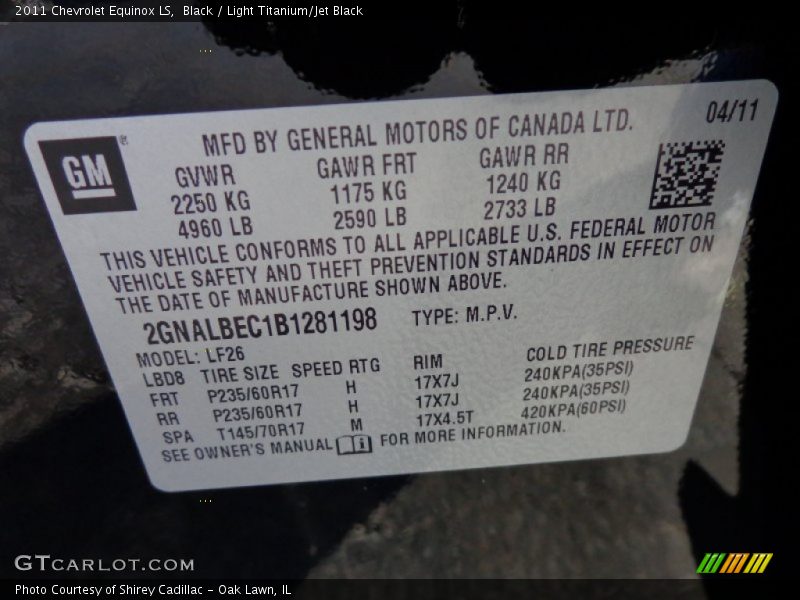 2011 Chevrolet Equinox LS,  Black / Light Titanium/Jet Black
04/11
GM®
MFD BY GENERAL MOTORS OF CANADA LTD.
GVWR GAWR FRT GAWR RR
2250 KG 1175 KG 1240 KG
4960 LB 2590 LB 2733 LB
THIS VEHICLE CONFORMS TO ALL APPLICABLE U.S. FEDERAL MOTOR
VEHICLE SAFETY AND THEFT PREVENTION STANDARDS IN EFFECT ON
THE DATE OF MANUFACTURE SHOWN ABOVE.
2GNALBEC1B1281198 TYPE: M.P.V.
MODEL: LF26
LBD8 TIRE SIZE SPEED RTG RIM COLD TIRE PRESSURE
FRT P235/60R17 H 17X7J 240KPA(35PSI)
RR P235/60R17 H 17X7J 240KPA(35PSI)
SPA T145/70R17 M 17X4.5T 420KPA(60PSI)
SEE OWNER'S MANUAL i FOR MORE INFORMATION.
GTCARLOT.COM
Photo Courtesy of Shirey Cadillac - Oak Lawn, IL